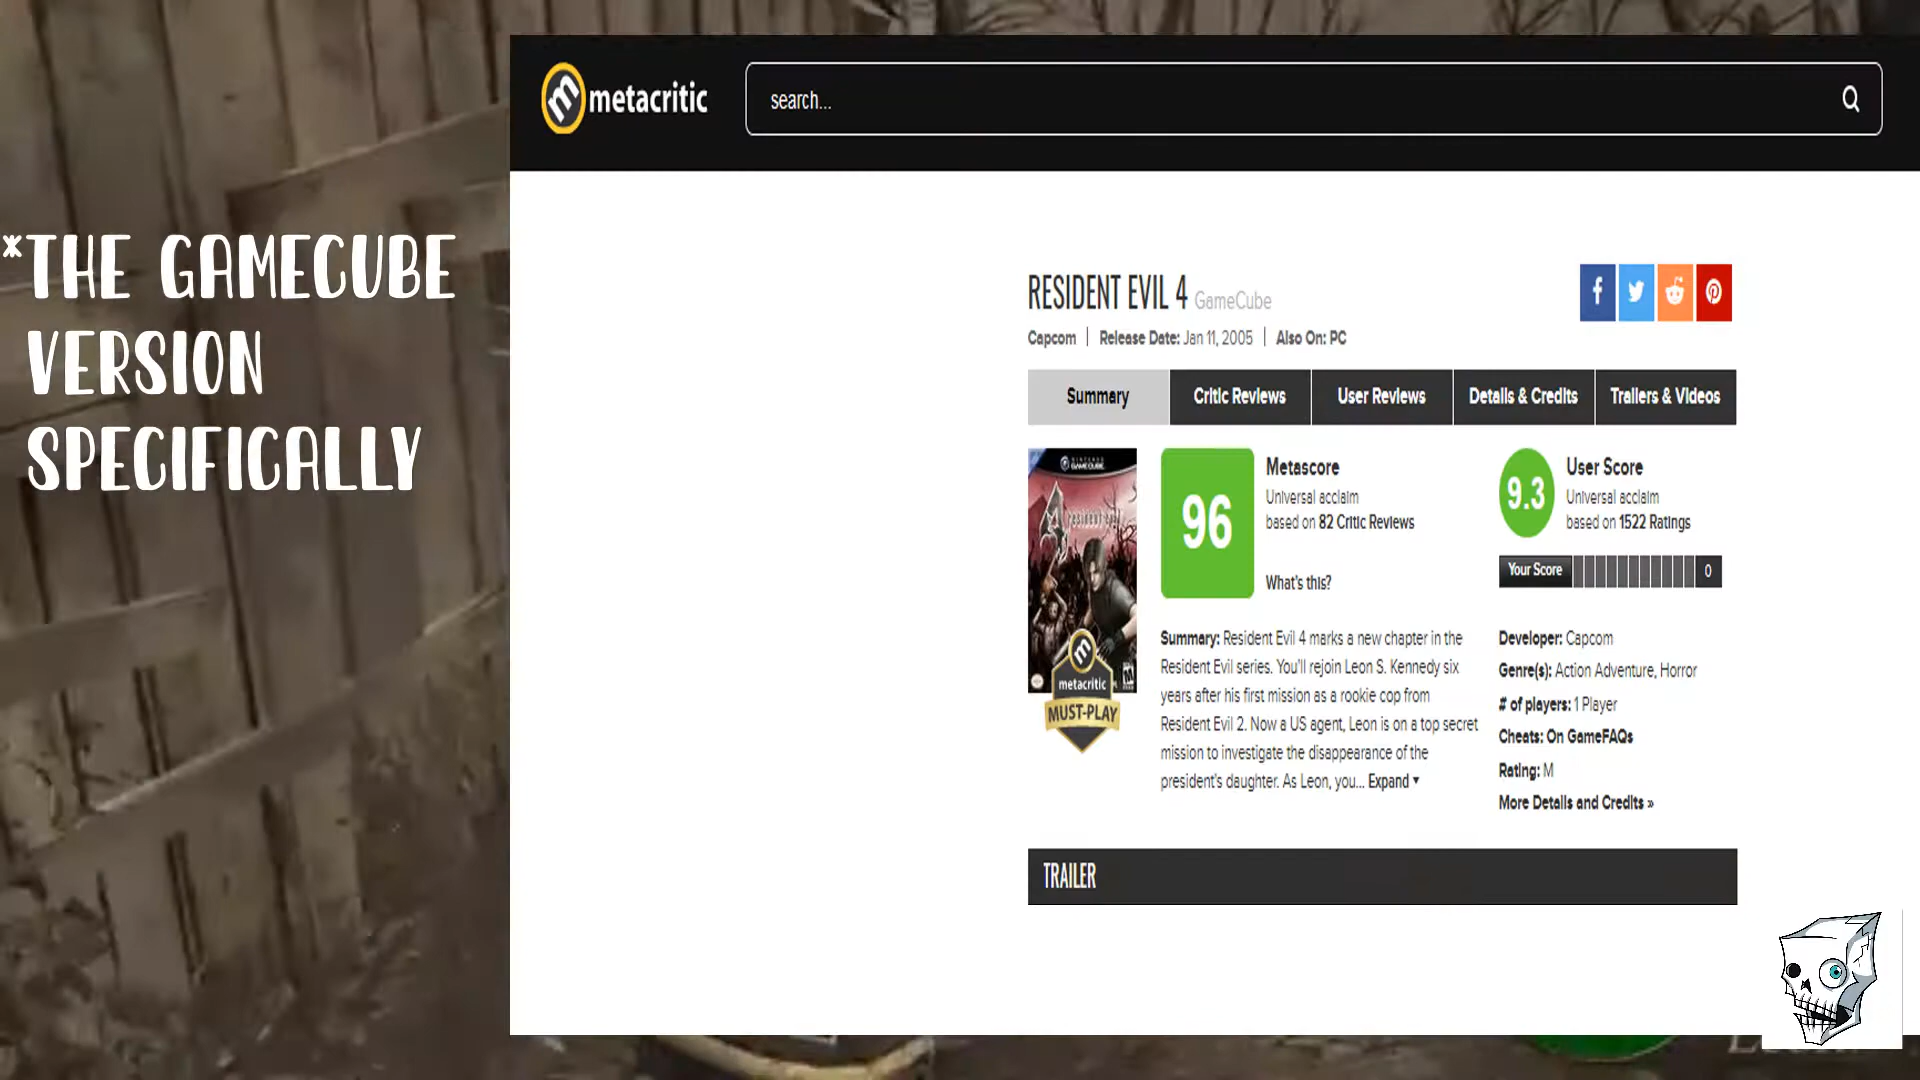 *THE GAMECUBE
VERSION
SPECIFICALLY
metacritic
search...
RESIDENT EVIL 4 GameCube
Capcom | Release Date: Jan 11, 2005 | Also On: PC
Summary
Critic Reviews
User Reviews
Details & Credits
Trailers & Videos
NINTENDO
GAMECUBE
resident evil
4
metacritic
MUST-PLAY
96
Metascore
Universal acclaim
based on 82 Critic Reviews
What's this?
9.3
User Score
Universal acclaim
based on 1522 Ratings
Your Score
0
Summary: Resident Evil 4 marks a new chapter in the
Resident Evil series. You'll rejoin Leon S. Kennedy six
years after his first mission as a rookie cop from
Resident Evil 2. Now a US agent, Leon is on a top secret
mission to investigate the disappearance of the
president's daughter. As Leon, you... Expand
Developer: Capcom
Genre(s): Action Adventure, Horror
# of players: 1 Player
Cheats: On GameFAQs
Rating: M
More Details and Credits »
TRAILER